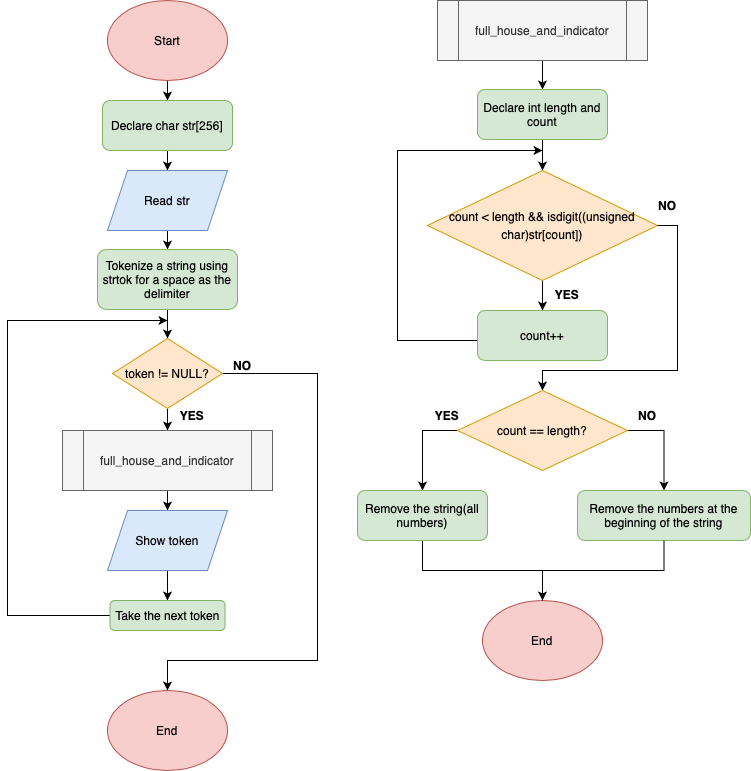 Start
Declare char str[256]
Read str
Tokenize a string using
strtok for a space as the
delimiter
token != NULL?
NO
YES
full_house_and_indicator
Show token
Take the next token
End
full_house_and_indicator
Declare int length and
count
count < length && isdigit((unsigned
char)str[count])
NO
YES
count++
count == length?
YES
NO
Remove the string(all
numbers)
Remove the numbers at the
beginning of the string
End